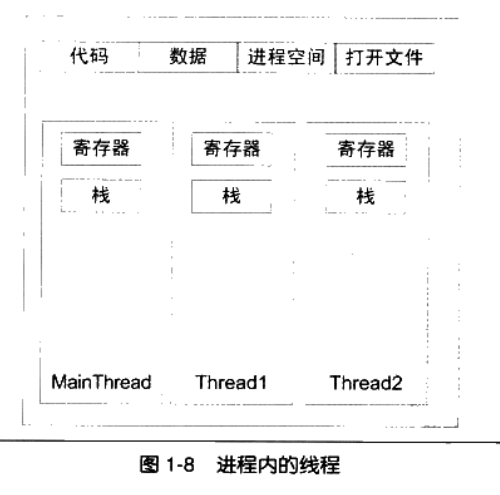 代码 数据 进程空间 打开文件
寄存器 寄存器 寄存器
栈 栈 栈
MainThread Thread1 Thread2
图 1-8 进程内的线程